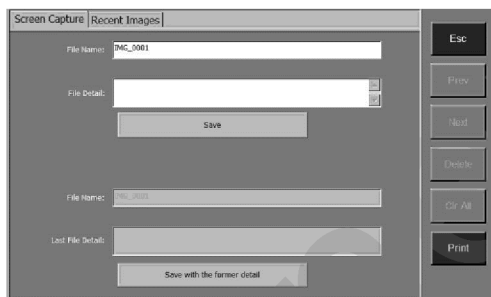 Screen Capture
Recent Images
File Name:
IMG_0001
File Detail:
Save
File Name:
IMG_0001
Last File Detail:
Save with the former detail
Esc
Prev
Next
Delete
Clr All
Print